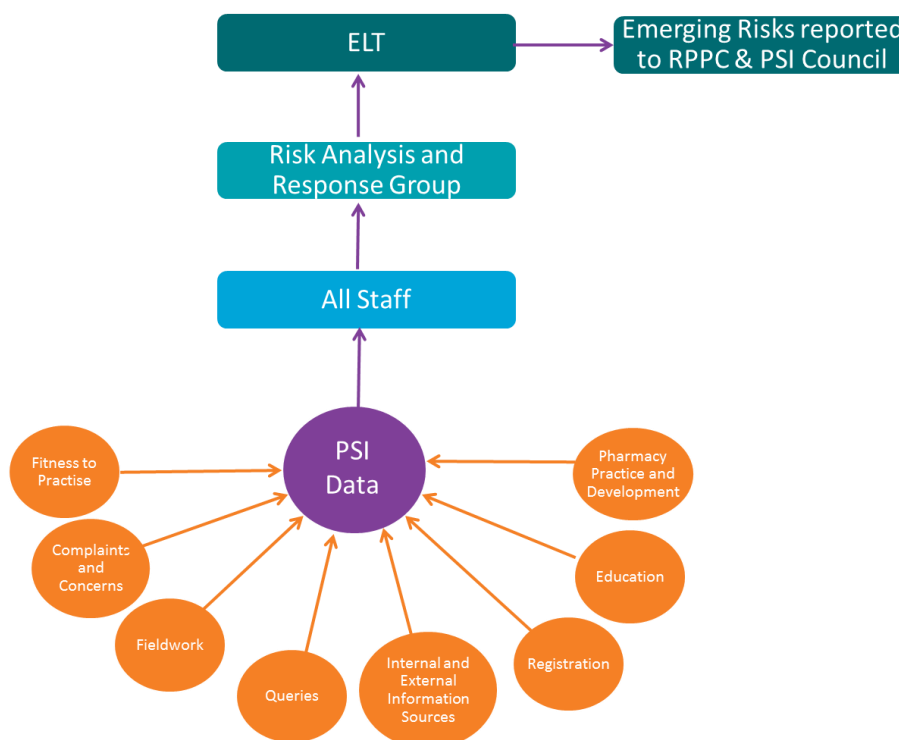 ELT
Emerging Risks reported
to RPPC & PSI Council
Risk Analysis and
Response Group
All Staff
PSI
Data
Fitness to
Practise
Pharmacy
Practice and
Development
Complaints
and
Concerns
Education
Fieldwork
Queries
Internal and
External
Information
Sources
Registration